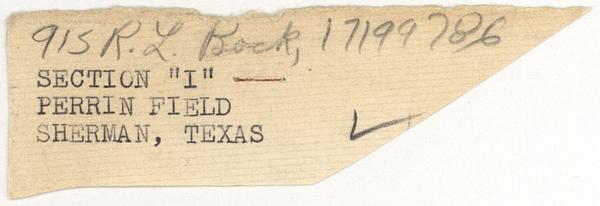 915 R. L. Bock, 17199786
SECTION "I"
PERRIN FIELD
SHERMAN, TEXAS